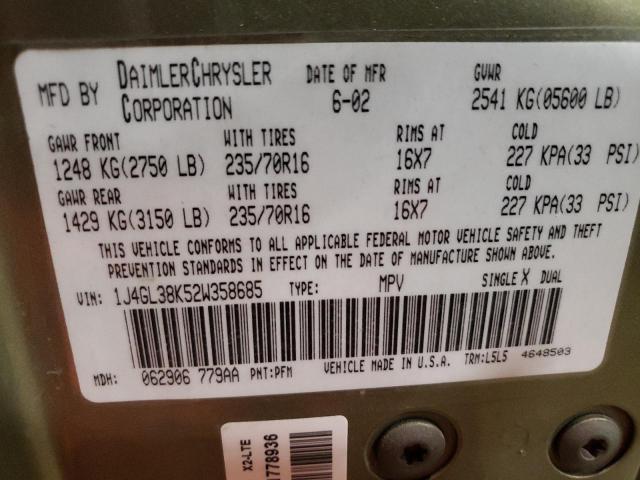 MFD BY DAIMLERCHRYSLER CORPORATION DATE OF MFR 6-02 GVWR 2541 KG(05600 LB)
GAWR FRONT WITH TIRES RIMS AT COLD
1248 KG(2750 LB) 235/70R16 16X7 227 KPA(33 PSI)
GAWR REAR WITH TIRES RIMS AT COLD
1429 KG(3150 LB) 235/70R16 16X7 227 KPA(33 PSI)
THIS VEHICLE CONFORMS TO ALL APPLICABLE FEDERAL MOTOR VEHICLE SAFETY AND THEFT
PREVENTION STANDARDS IN EFFECT ON THE DATE OF MANUFACTURE SHOWN ABOVE.
VIN: 1J4GL38K52W358685 TYPE: MPV SINGLE X DUAL
MDH: 062906 779AA PNT:PFM VEHICLE MADE IN U.S.A. TRM:L5L5 4648503
X2-LTE
1778936